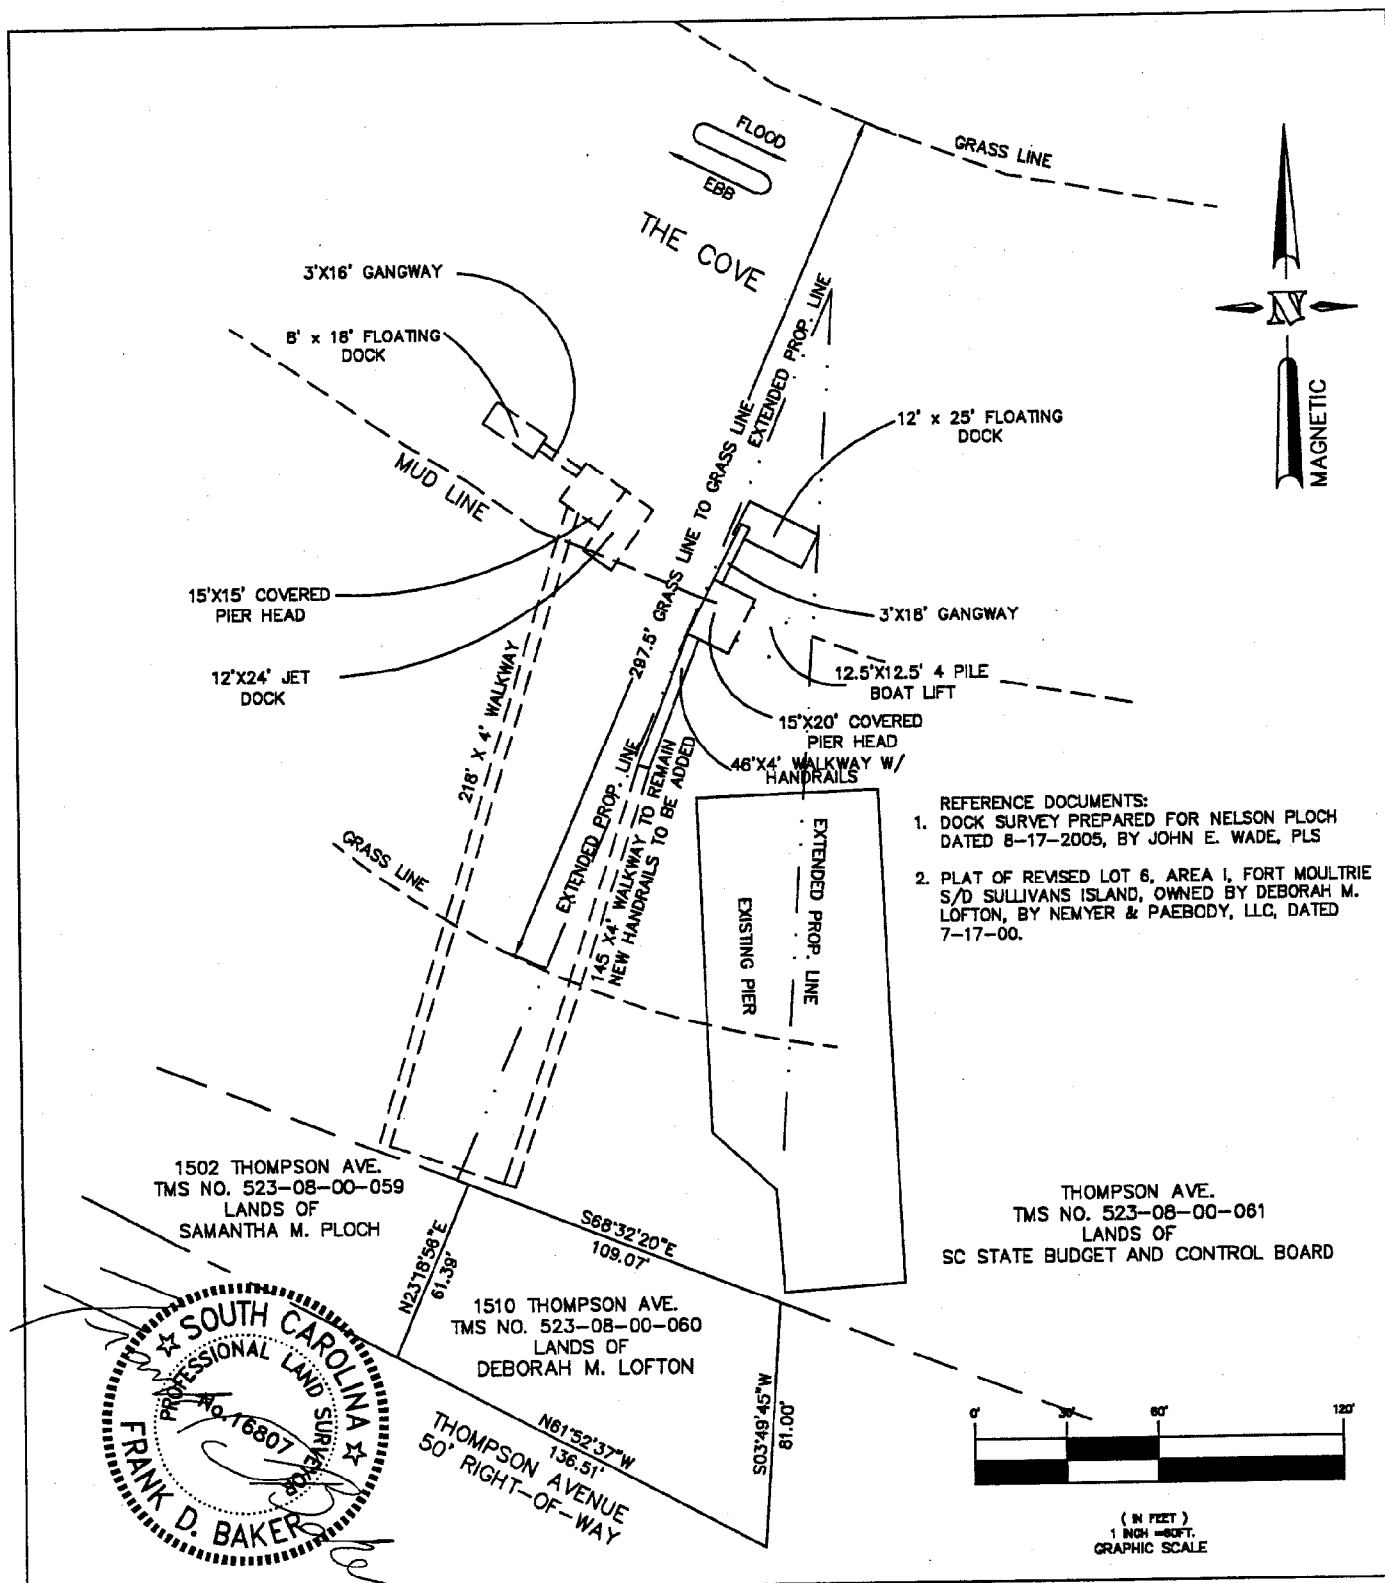 FLOOD
EBB
THE COVE
GRASS LINE
3'X16' GANGWAY
8' x 18' FLOATING
DOCK
MUD LINE
EXTENDED PROP. LINE
297.5' GRASS LINE TO GRASS LINE
12' x 25' FLOATING
DOCK
N
MAGNETIC
15'X15' COVERED
PIER HEAD
12'X24' JET
DOCK
218' X 4' WALKWAY
3'X18' GANGWAY
12.5'X12.5' 4 PILE
BOAT LIFT
15'X20' COVERED
PIER HEAD
46'X4' WALKWAY W/
HANDRAILS
EXTENDED PROP. LINE
145 X4' WALKWAY TO REMAIN
NEW HANDRAILS TO BE ADDED
GRASS LINE
EXISTING PIER
EXTENDED PROP. LINE
REFERENCE DOCUMENTS:
1. DOCK SURVEY PREPARED FOR NELSON PLOCH
DATED 8-17-2005, BY JOHN E. WADE, PLS
2. PLAT OF REVISED LOT 6, AREA I, FORT MOULTRIE
S/D SULLIVANS ISLAND, OWNED BY DEBORAH M.
LOFTON, BY NEMYER & PAEBODY, LLC, DATED
7-17-00.
1502 THOMPSON AVE.
TMS NO. 523-08-00-059
LANDS OF
SAMANTHA M. PLOCH
THOMPSON AVE.
TMS NO. 523-08-00-061
LANDS OF
SC STATE BUDGET AND CONTROL BOARD
S68°32'20"E
109.07'
N23°18'58"E
61.39'
1510 THOMPSON AVE.
TMS NO. 523-08-00-060
LANDS OF
DEBORAH M. LOFTON
S03°49'45"W
81.00'
N61°52'37"W
136.51'
THOMPSON AVENUE
50' RIGHT-OF-WAY
SOUTH CAROLINA
PROFESSIONAL LAND SURVEYOR
No. 16807
FRANK D. BAKER
0' 30' 60' 120'
( IN FEET )
1 INCH =60FT.
GRAPHIC SCALE